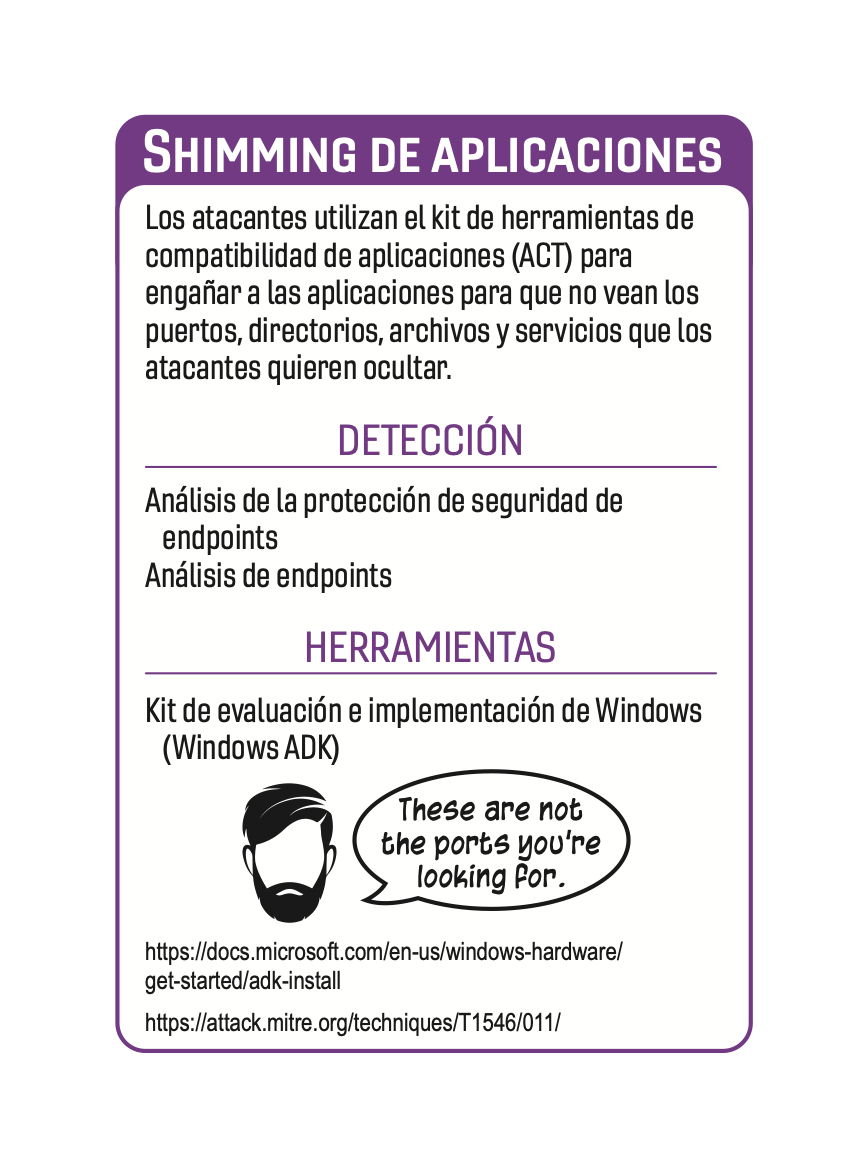 SHIMMING DE APLICACIONES
Los atacantes utilizan el kit de herramientas de
compatibilidad de aplicaciones (ACT) para
engañar a las aplicaciones para que no vean los
puertos, directorios, archivos y servicios que los
atacantes quieren ocultar.
DETECCIÓN
Análisis de la protección de seguridad de
endpoints
Análisis de endpoints
HERRAMIENTAS
Kit de evaluación e implementación de Windows
(Windows ADK)
These are not
the ports you're
looking for.
https://docs.microsoft.com/en-us/windows-hardware/
get-started/adk-install
https://attack.mitre.org/techniques/T1546/011/